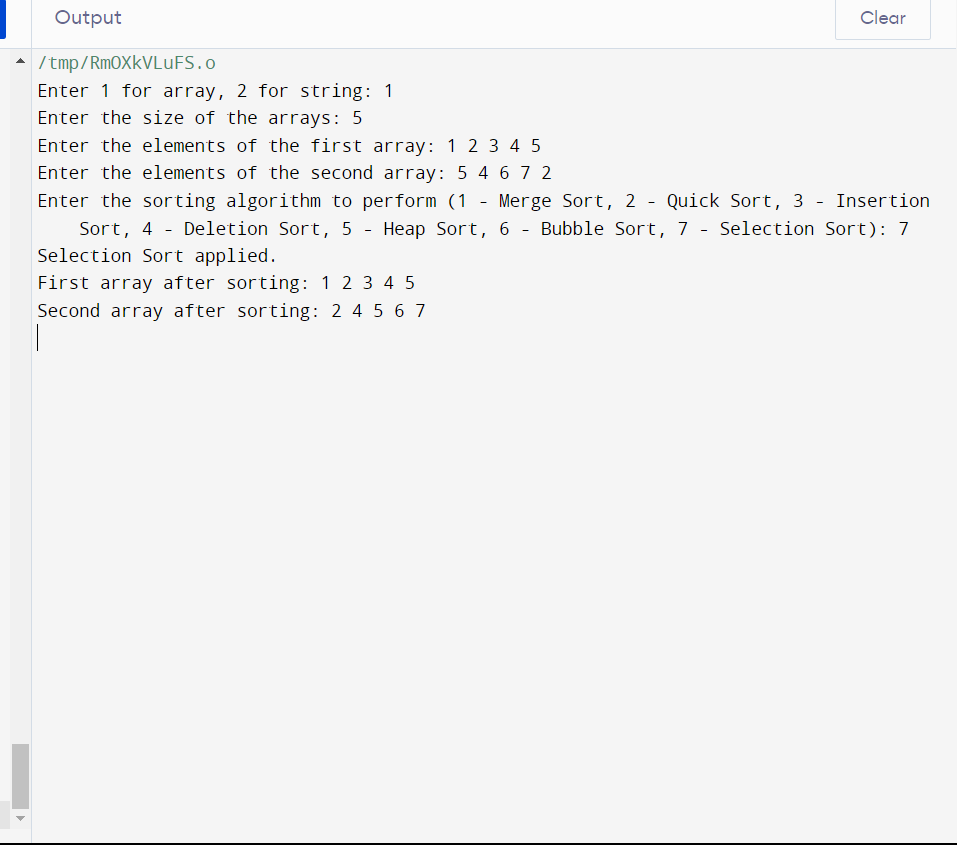 Output
Clear
/tmp/RmOXkVLuFS.o
Enter 1 for array, 2 for string: 1
Enter the size of the arrays: 5
Enter the elements of the first array: 1 2 3 4 5
Enter the elements of the second array: 5 4 6 7 2
Enter the sorting algorithm to perform (1 - Merge Sort, 2 - Quick Sort, 3 - Insertion
Sort, 4 - Deletion Sort, 5 - Heap Sort, 6 - Bubble Sort, 7 - Selection Sort): 7
Selection Sort applied.
First array after sorting: 1 2 3 4 5
Second array after sorting: 2 4 5 6 7